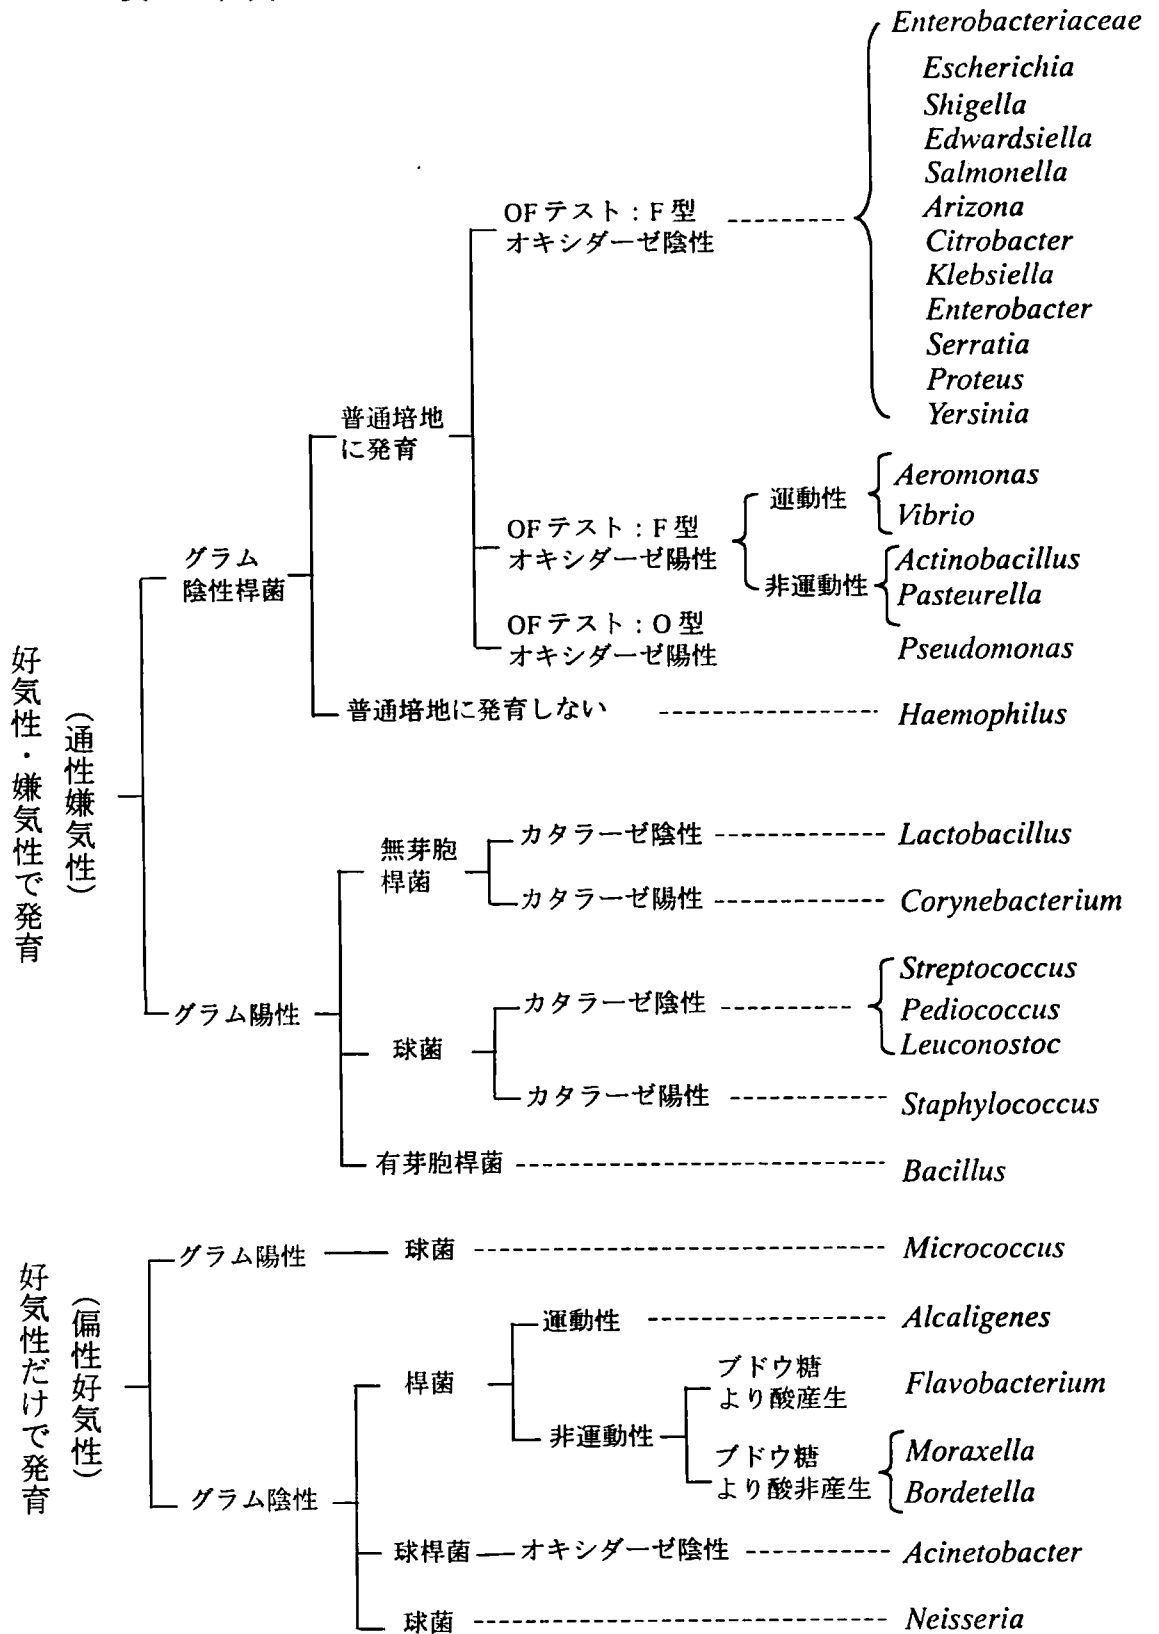 Enterobacteriaceae
Escherichia
Shigella
Edwardsiella
Salmonella
Arizona
Citrobacter
Klebsiella
Enterobacter
Serratia
Proteus
Yersinia
OFテスト：F型
オキシダーゼ陰性
普通培地
に発育
運動性
Aeromonas
Vibrio
OFテスト：F型
オキシダーゼ陽性
非運動性
Actinobacillus
Pasteurella
グラム
陰性桿菌
OFテスト：O型
オキシダーゼ陽性
Pseudomonas
普通培地に発育しない
Haemophilus
好気性・嫌気性で発育
（通性嫌気性）
無芽胞
桿菌
カタラーゼ陰性
Lactobacillus
カタラーゼ陽性
Corynebacterium
グラム陽性
球菌
カタラーゼ陰性
Streptococcus
Pediococcus
Leuconostoc
カタラーゼ陽性
Staphylococcus
有芽胞桿菌
Bacillus
好気性だけで発育
（偏性好気性）
グラム陽性
球菌
Micrococcus
グラム陰性
桿菌
運動性
Alcaligenes
非運動性
ブドウ糖
より酸産生
Flavobacterium
ブドウ糖
より酸非産生
Moraxella
Bordetella
球桿菌
オキシダーゼ陰性
Acinetobacter
球菌
Neisseria